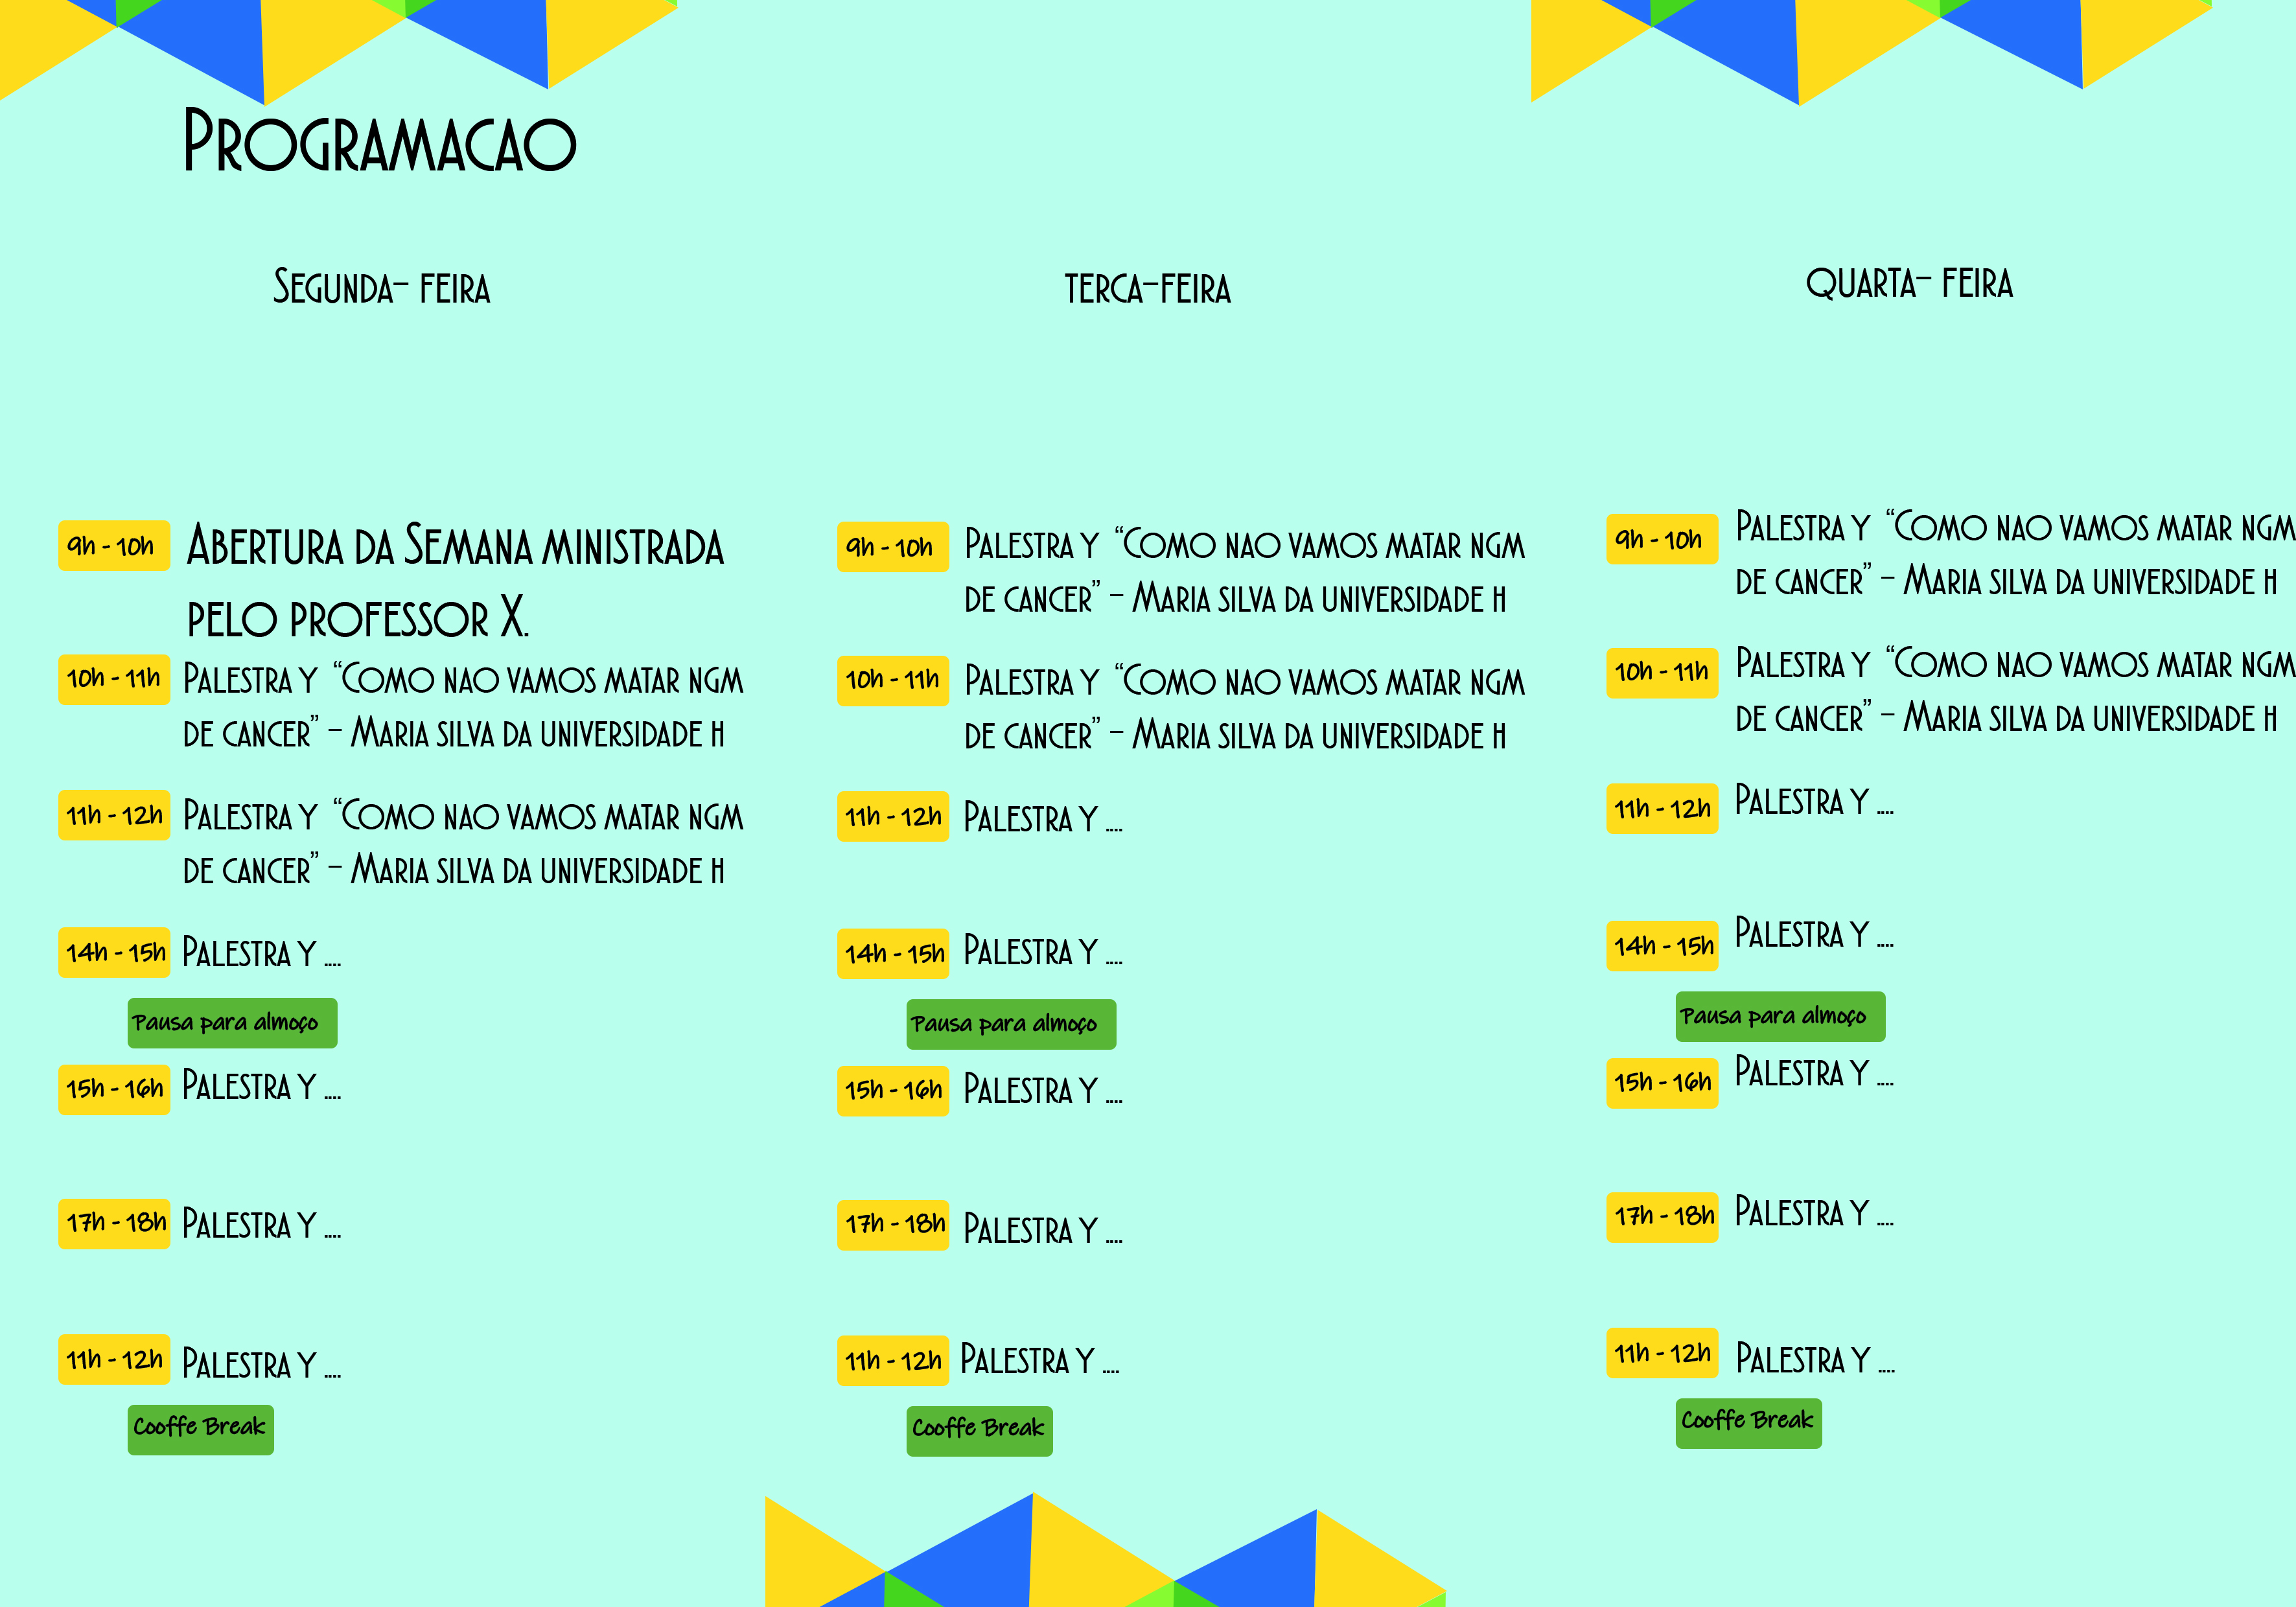 Programacao
Segunda- feira
9h - 10h
Abertura da Semana ministrada
pelo professor X.
10h - 11h
Palestra y “Como nao vamos matar ngm
de cancer” - Maria silva da universidade h
11h - 12h
Palestra y “Como nao vamos matar ngm
de cancer” - Maria silva da universidade h
14h - 15h
Palestra y ....
Pausa para almoço
15h - 16h
Palestra y ....
17h - 18h
Palestra y ....
11h - 12h
Palestra y ....
Cooffe Break
terca-feira
9h - 10h
Palestra y “Como nao vamos matar ngm
de cancer” - Maria silva da universidade h
10h - 11h
Palestra y “Como nao vamos matar ngm
de cancer” - Maria silva da universidade h
11h - 12h
Palestra y ....
14h - 15h
Palestra y ....
Pausa para almoço
15h - 16h
Palestra y ....
17h - 18h
Palestra y ....
11h - 12h
Palestra y ....
Cooffe Break
quarta- feira
9h - 10h
Palestra y “Como nao vamos matar ngm
de cancer” - Maria silva da universidade h
10h - 11h
Palestra y “Como nao vamos matar ngm
de cancer” - Maria silva da universidade h
11h - 12h
Palestra y ....
14h - 15h
Palestra y ....
Pausa para almoço
15h - 16h
Palestra y ....
17h - 18h
Palestra y ....
11h - 12h
Palestra y ....
Cooffe Break